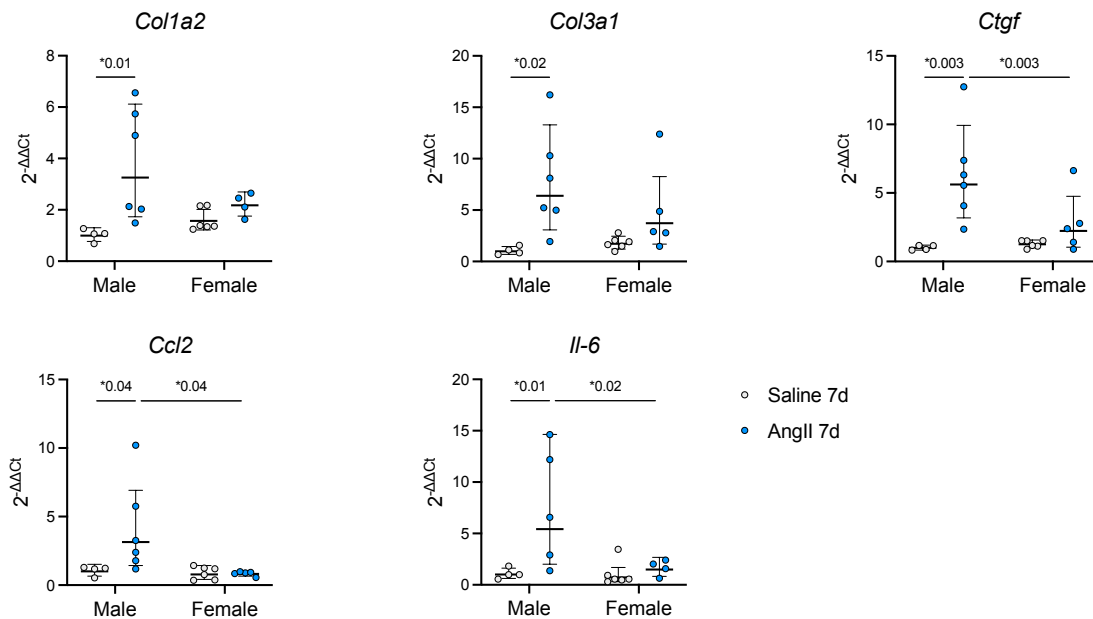 Col1a2
8
6
4
2
0
2-ΔΔCt
*0.01
Male Female
Col3a1
20
15
10
5
0
2-ΔΔCt
*0.02
Male Female
Ctgf
15
10
5
0
2-ΔΔCt
*0.003 *0.003
Male Female
Ccl2
15
10
5
0
2-ΔΔCt
*0.04 *0.04
Male Female
Il-6
20
15
10
5
0
2-ΔΔCt
*0.01 *0.02
Male Female
Saline 7d
AngII 7d